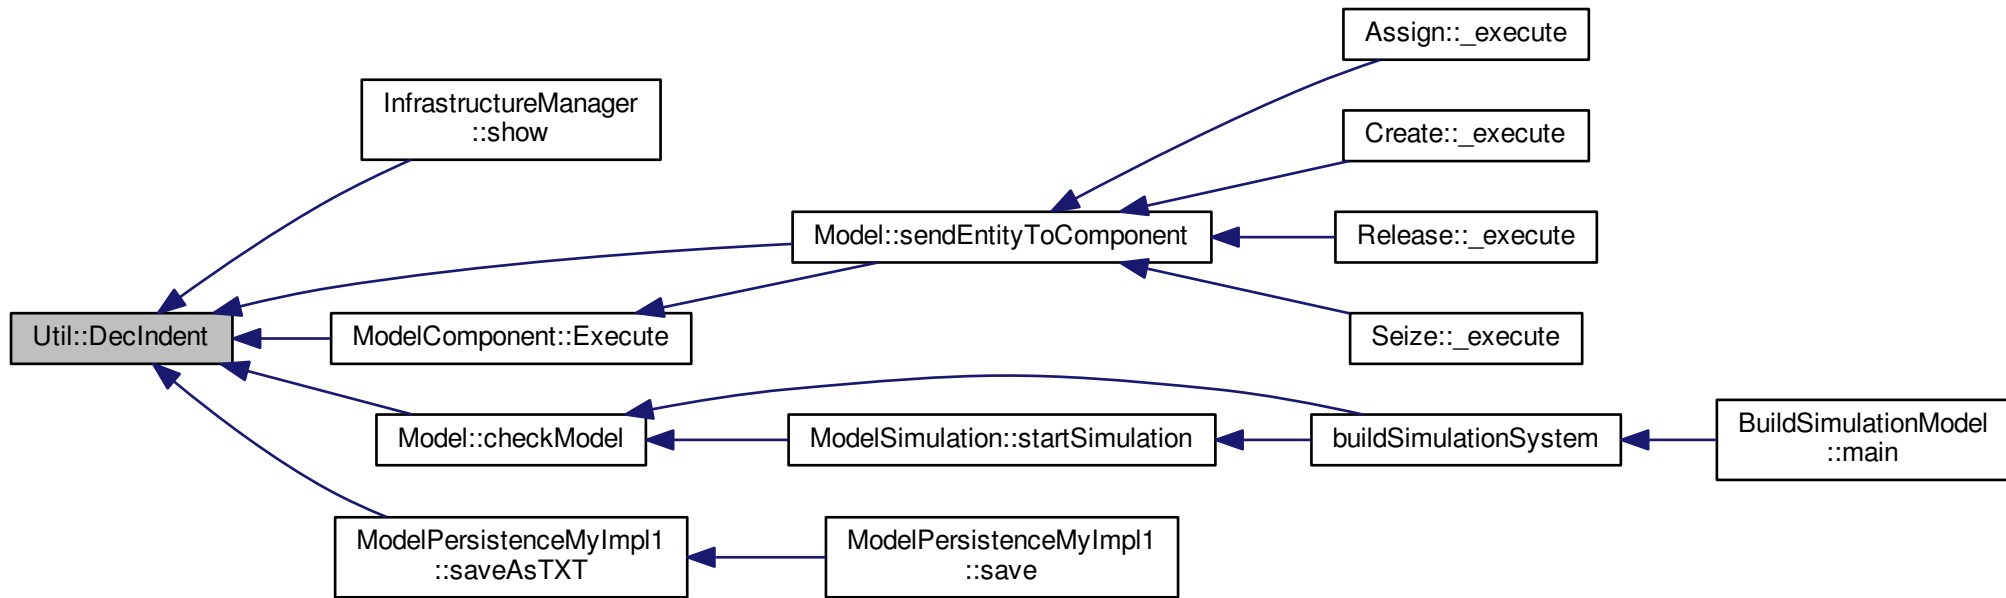 Assign::_execute
InfrastructureManager
::show
Create::_execute
Model::sendEntityToComponent
Release::_execute
Util::DecIndent
ModelComponent::Execute
Seize::_execute
Model::checkModel
ModelSimulation::startSimulation
buildSimulationSystem
BuildSimulationModel
::main
ModelPersistenceMyImpl1
::saveAsTXT
ModelPersistenceMyImpl1
::save